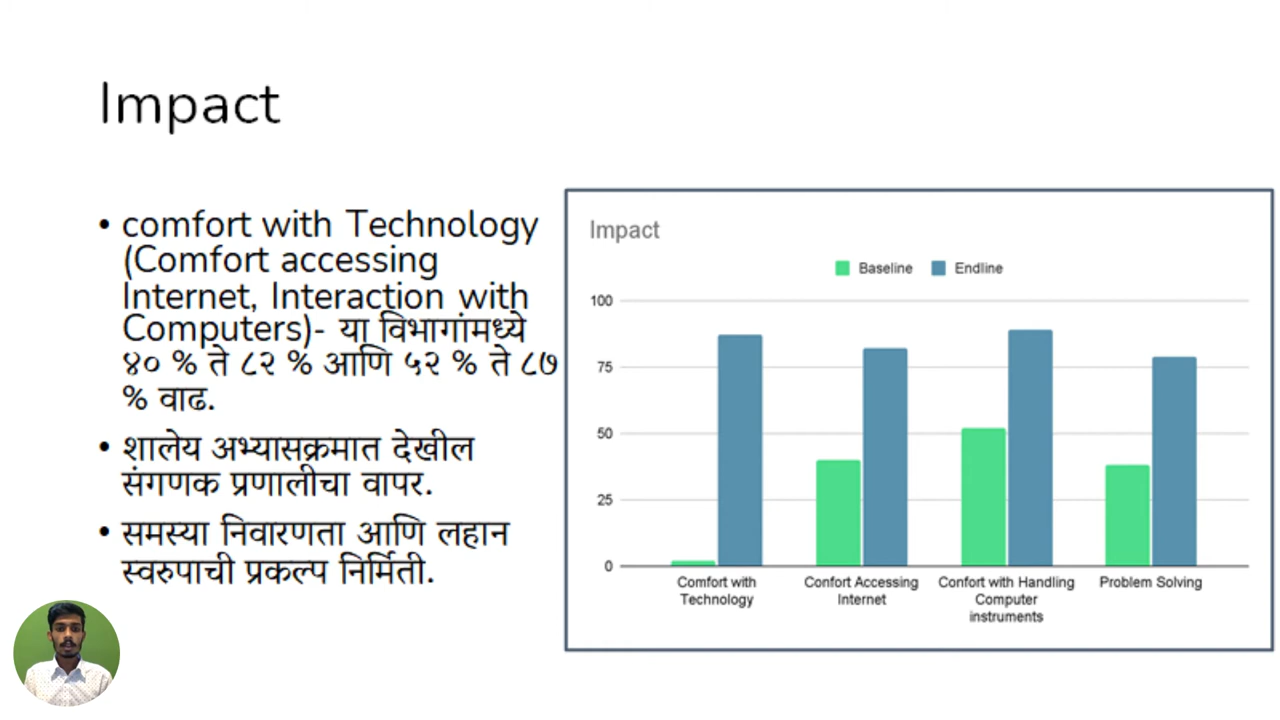 Impact
• comfort with Technology
(Comfort accessing
Internet, Interaction with
Computers)- या विभागांमध्ये
४० % ते ८२ % आणि ५२ % ते ८७
% वाढ.
• शालेय अभ्यासक्रमात देखील
संगणक प्रणालीचा वापर.
• समस्या निवारणता आणि लहान
स्वरुपाची प्रकल्प निर्मिती.
Impact
Baseline Endline
100
75
50
25
0
Comfort with
Technology
Confort Accessing
Internet
Confort with Handling
Computer
instruments
Problem Solving